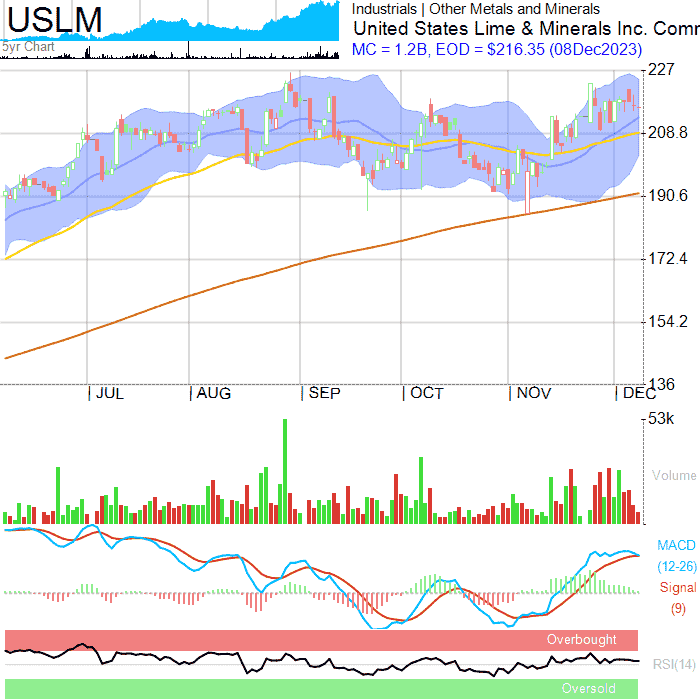 USLM
5yr Chart
Industrials | Other Metals and Minerals
United States Lime & Minerals Inc. Comm
MC = 1.2B, EOD = $216.35 (08Dec2023)
227
208.8
190.6
172.4
154.2
136
JUL AUG SEP OCT NOV DEC
53k
Volume
MACD
(12-26)
Signal
(9)
Overbought
RSI(14)
Oversold